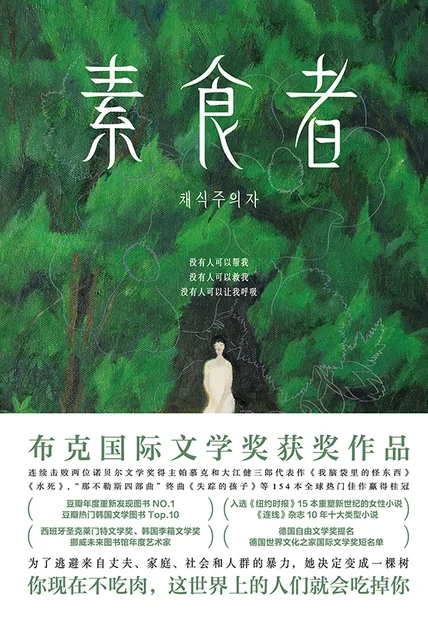 素食者
채식주의자
没有人可以帮我
没有人可以救我
没有人可以让我呼吸
布克国际文学奖获奖作品
连续击败两位诺贝尔文学奖得主帕慕克和大江健三郎代表作《我脑袋里的怪东西》
《水死》，“那不勒斯四部曲”终曲《失踪的孩子》等154本全球热门佳作赢得桂冠
豆瓣年度重新发现图书 NO.1
豆瓣热门韩国文学图书 Top.10
入选《纽约时报》15本重塑新世纪的女性小说
《连线》杂志10年十大类型小说
西班牙圣克莱门特文学奖、韩国李箱文学奖
挪威未来图书馆年度艺术家
德国自由文学奖提名
德国世界文化之家国际文学奖短名单
为了逃避来自丈夫、家庭、社会和人群的暴力，她决定变成一棵树
你现在不吃肉，这世界上的人们就会吃掉你